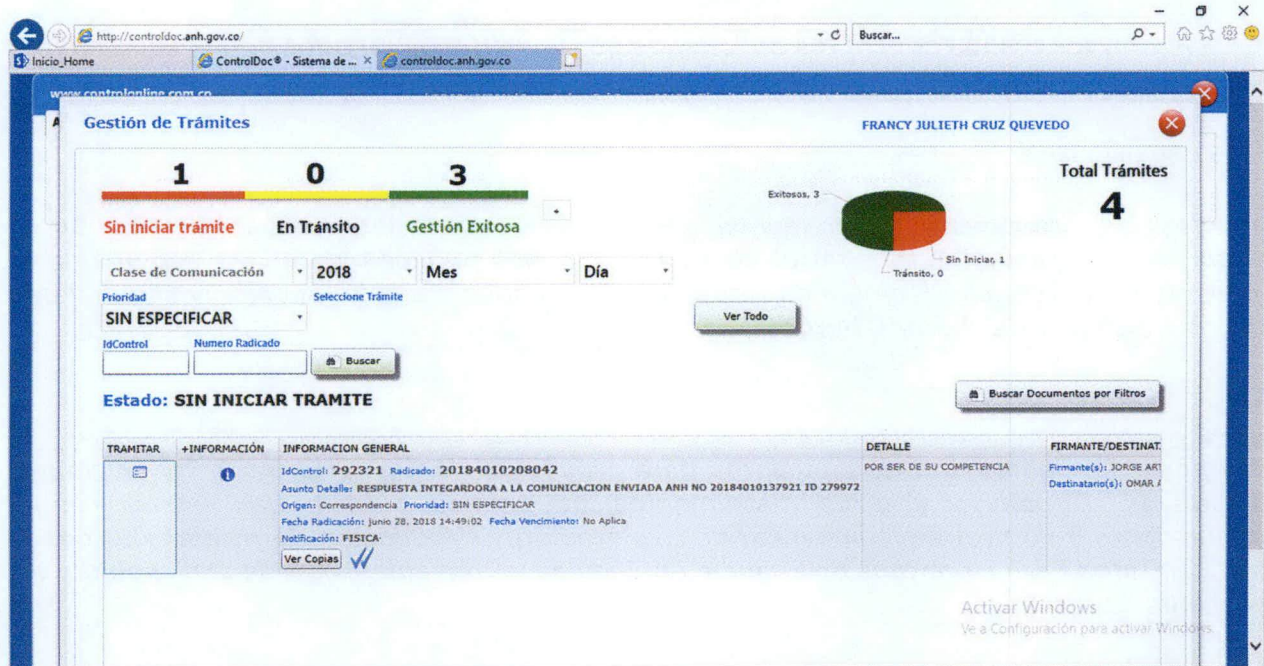 http://controldoc.anh.gov.co/
Buscar...
Inicio_Home
ControlDoc® - Sistema de ...
controldoc.anh.gov.co
www.controlonline.com.co
Gestión de Trámites
FRANCY JULIETH CRUZ QUEVEDO
1
0
3
Sin iniciar trámite
En Tránsito
Gestión Exitosa
+
Exitosos, 3
Sin Iniciar, 1
Tránsito, 0
Total Trámites
4
Clase de Comunicación
2018
Mes
Día
Prioridad
Seleccione Trámite
SIN ESPECIFICAR
Ver Todo
IdControl
Numero Radicado
Buscar
Estado: SIN INICIAR TRAMITE
Buscar Documentos por Filtros
TRAMITAR
+INFORMACIÓN
INFORMACION GENERAL
DETALLE
FIRMANTE/DESTINAT.
IdControl: 292321 Radicado: 20184010208042
Asunto Detalle: RESPUESTA INTEGARDORA A LA COMUNICACION ENVIADA ANH NO 20184010137921 ID 279972
Origen: Correspondencia Prioridad: SIN ESPECIFICAR
Fecha Radicación: junio 28, 2018 14:49:02 Fecha Vencimiento: No Aplica
Notificación: FISICA-
Ver Copias
POR SER DE SU COMPETENCIA
Firmante(s): JORGE ART
Destinatario(s): OMAR A
Activar Windows
Ve a Configuración para activar Windows.